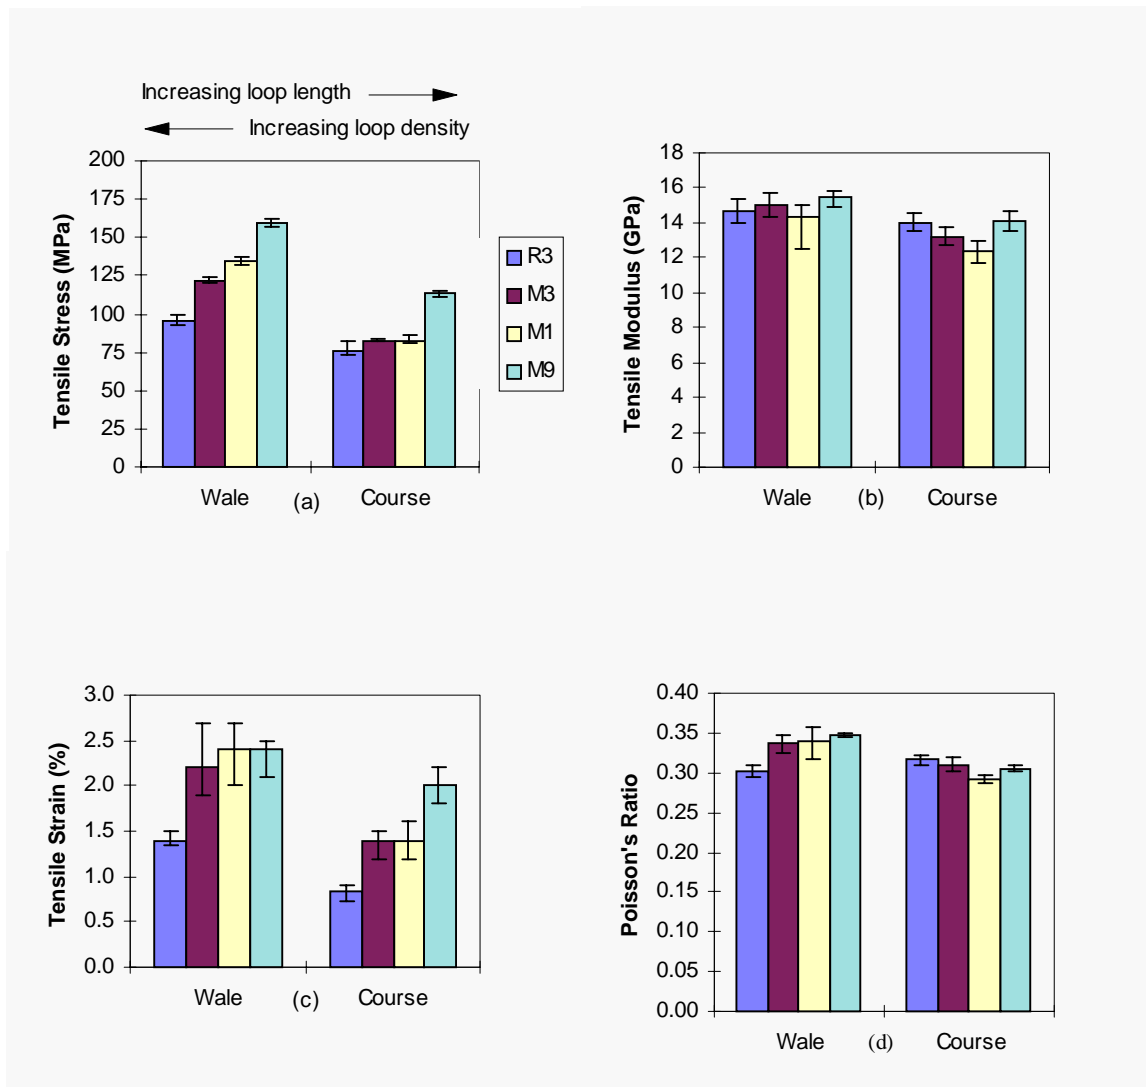 Increasing loop length
Increasing loop density
200
175
150
125
100
75
50
25
0
Tensile Stress (MPa)
Wale
(a)
Course
R3
M3
M1
M9
18
16
14
12
10
8
6
4
2
0
Tensile Modulus (GPa)
Wale
(b)
Course
3.0
2.5
2.0
1.5
1.0
0.5
0.0
Tensile Strain (%)
Wale
(c)
Course
0.40
0.35
0.30
0.25
0.20
0.15
0.10
0.05
0.00
Poisson's Ratio
Wale
(d)
Course